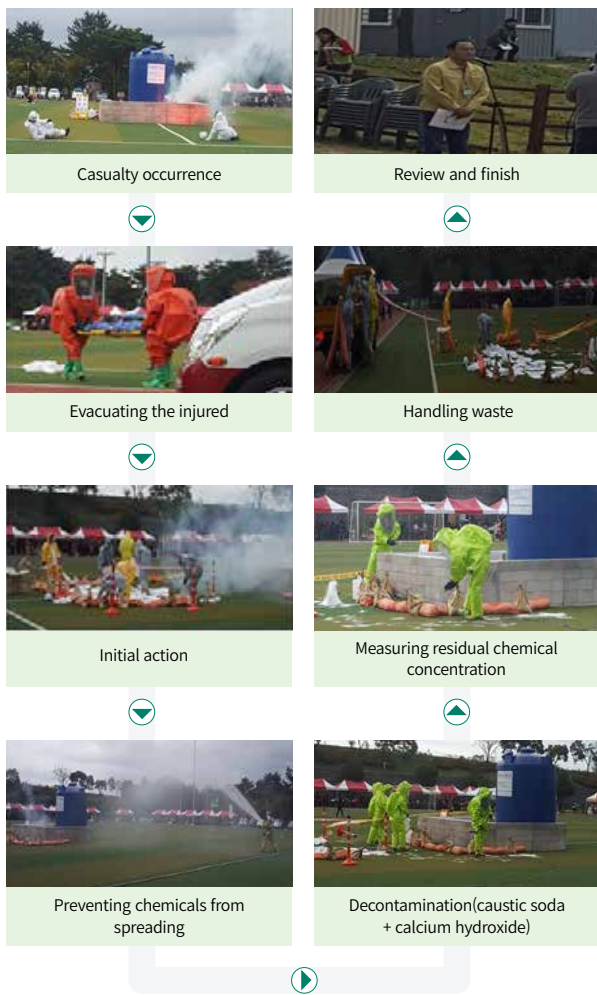 Casualty occurrence
Evacuating the injured
Initial action
Preventing chemicals from
spreading
Decontamination(caustic soda
+ calcium hydroxide)
Measuring residual chemical
concentration
Handling waste
Review and finish